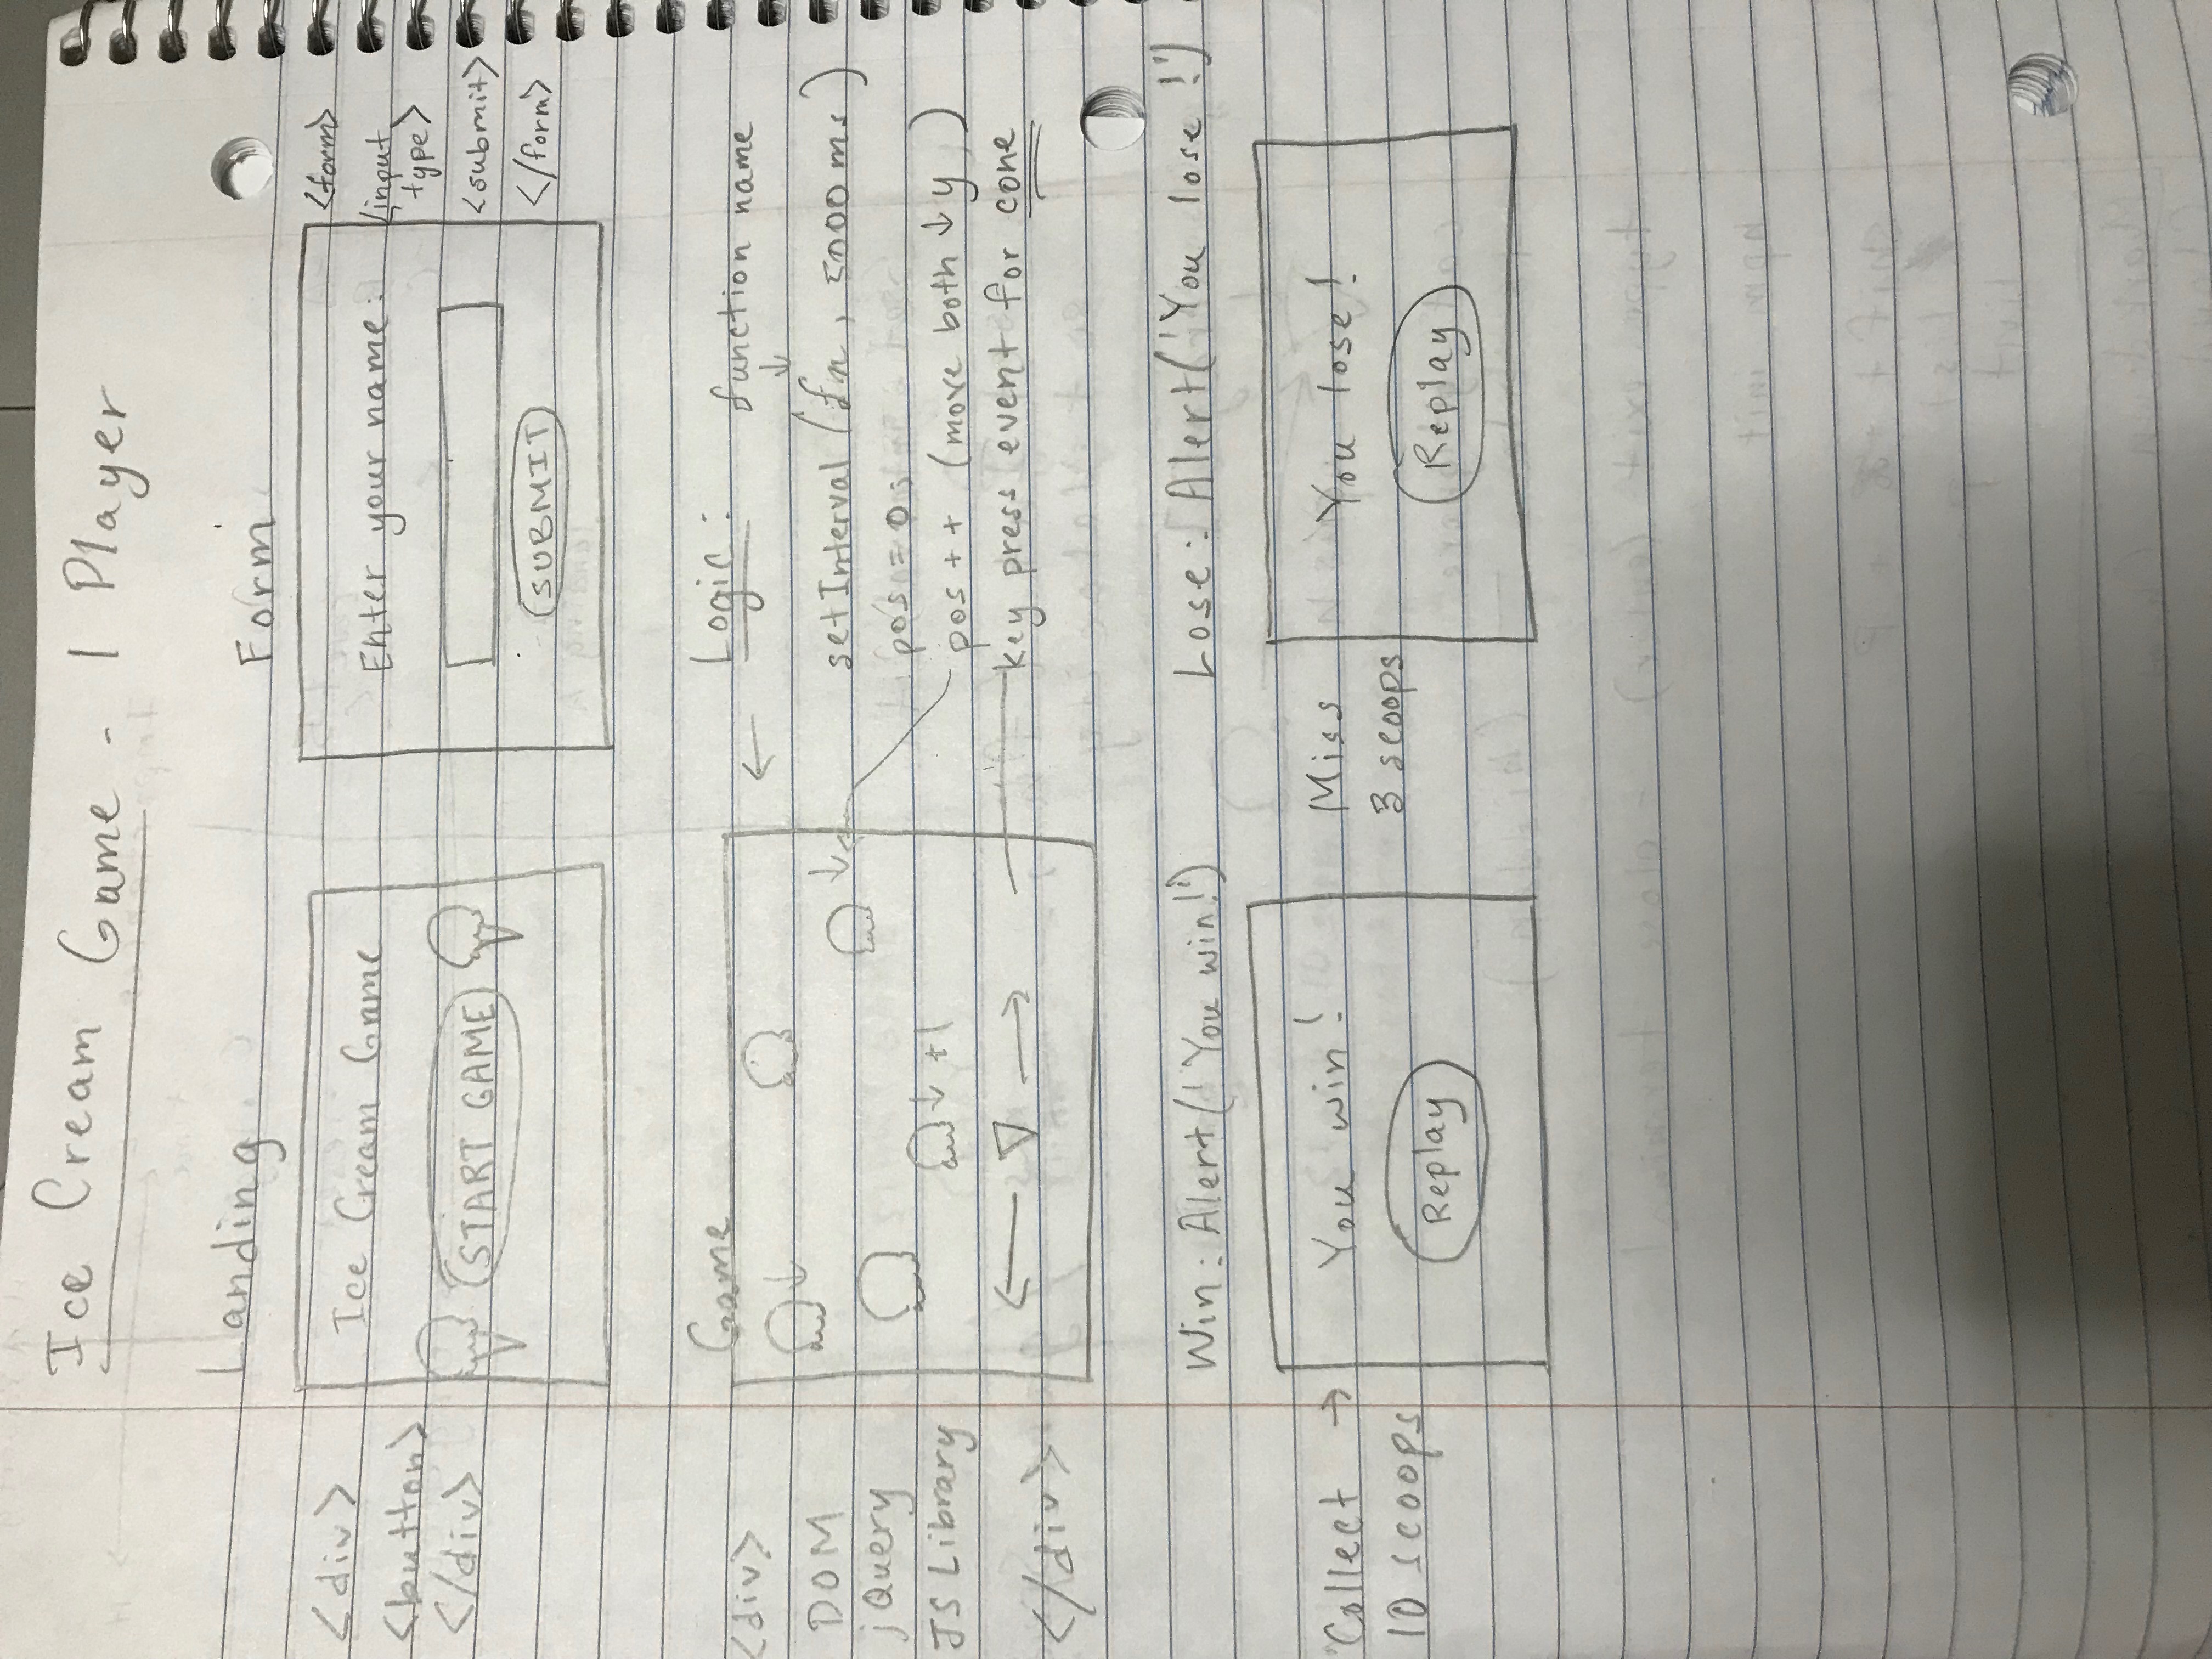 Ice Cream Game - 1 Player
Landing
<div>
<button>
</div>
Ice Cream Game
START GAME
Form
Enter your name:
SUBMIT
<form>
/input
type>
<submit>
</form>
Game
<div>
DOM
jQuery
JS Library
</div>
+1
Logic:
function name
setInterval (fn, 5000 ms)
pos = 0;
pos++ (move both ↓ y)
key press event for cone
Win: Alert('You win!')
Collect →
10 scoops
You win!
Replay
Lose: Alert('You lose!')
Miss
3 scoops
You lose!
Replay
npm init